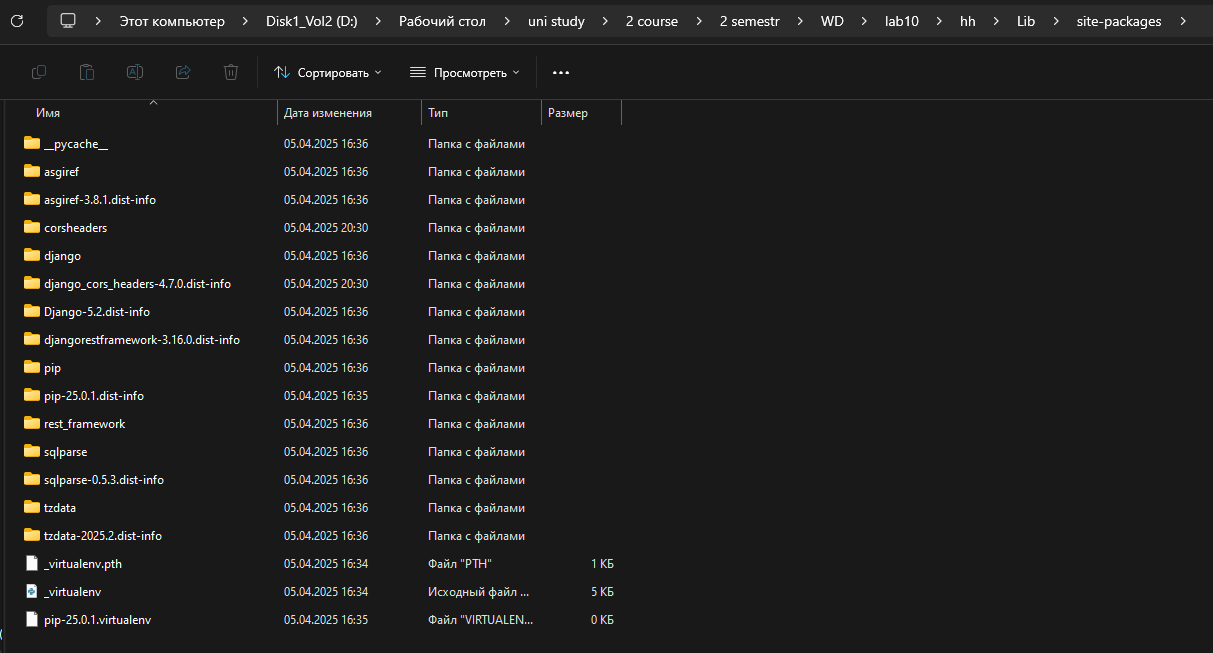 Этот компьютер > Disk1_Vol2 (D:) > Рабочий стол > uni study > 2 course > 2 semestr > WD > lab10 > hh > Lib > site-packages >
Сортировать Просмотреть ...
Имя Дата изменения Тип Размер
__pycache__ 05.04.2025 16:36 Папка с файлами
asgiref 05.04.2025 16:36 Папка с файлами
asgiref-3.8.1.dist-info 05.04.2025 16:36 Папка с файлами
corsheaders 05.04.2025 20:30 Папка с файлами
django 05.04.2025 16:36 Папка с файлами
django_cors_headers-4.7.0.dist-info 05.04.2025 20:30 Папка с файлами
Django-5.2.dist-info 05.04.2025 16:36 Папка с файлами
djangorestframework-3.16.0.dist-info 05.04.2025 16:36 Папка с файлами
pip 05.04.2025 16:36 Папка с файлами
pip-25.0.1.dist-info 05.04.2025 16:35 Папка с файлами
rest_framework 05.04.2025 16:36 Папка с файлами
sqlparse 05.04.2025 16:36 Папка с файлами
sqlparse-0.5.3.dist-info 05.04.2025 16:36 Папка с файлами
tzdata 05.04.2025 16:36 Папка с файлами
tzdata-2025.2.dist-info 05.04.2025 16:36 Папка с файлами
_virtualenv.pth 05.04.2025 16:34 Файл "PTH" 1 КБ
_virtualenv 05.04.2025 16:34 Исходный файл ... 5 КБ
pip-25.0.1.virtualenv 05.04.2025 16:35 Файл "VIRTUALEN... 0 КБ